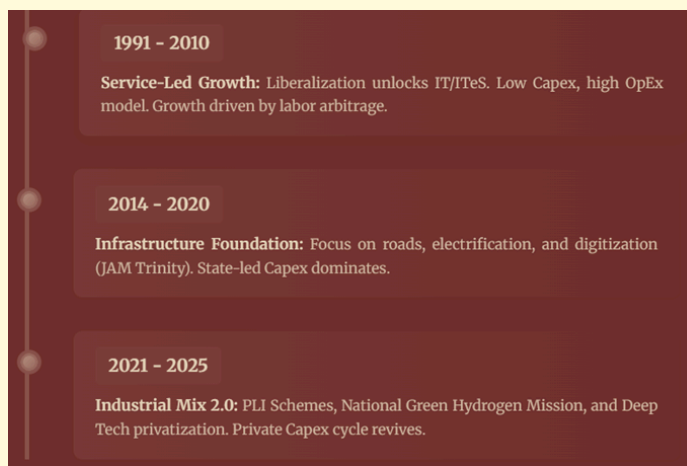 1991 - 2010
Service-Led Growth: Liberalization unlocks IT/ITeS. Low Capex, high OpEx
model. Growth driven by labor arbitrage.
2014 - 2020
Infrastructure Foundation: Focus on roads, electrification, and digitization
(JAM Trinity). State-led Capex dominates.
2021 - 2025
Industrial Mix 2.0: PLI Schemes, National Green Hydrogen Mission, and Deep
Tech privatization. Private Capex cycle revives.